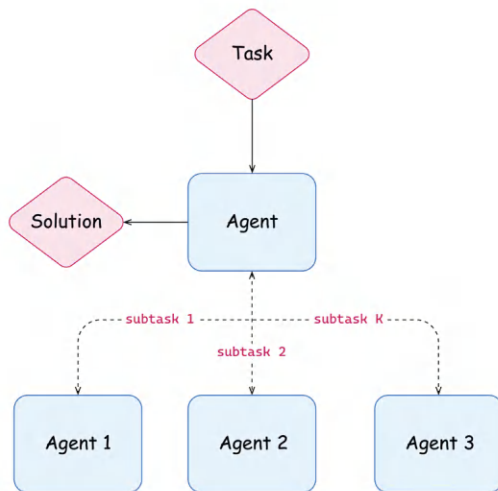 Task
Solution
Agent
subtask 1
subtask K
subtask 2
Agent 1
Agent 2
Agent 3